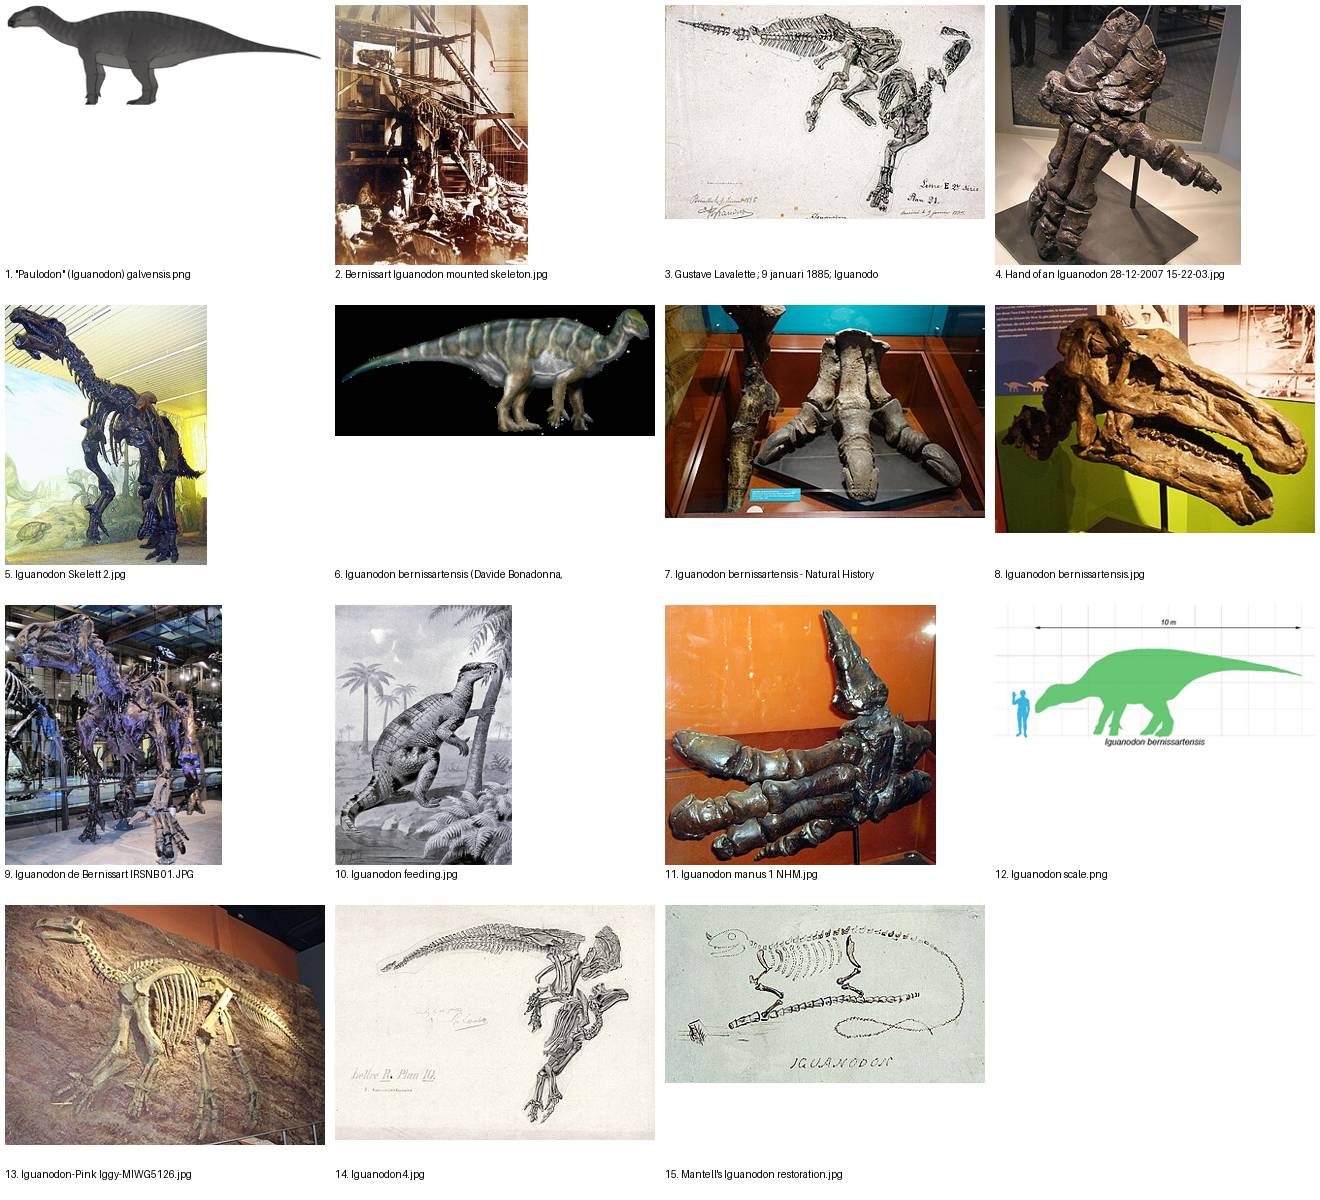 1. "Paulodon" (Iguanodon) galvensis.png
2. Bernissart Iguanodon mounted skeleton.jpg
Lettre E 2e Série
Plan 21.
3. Gustave Lavalette ; 9 januari 1885; Iguanodo
4. Hand of an Iguanodon 28-12-2007 15-22-03.jpg
5. Iguanodon Skelett 2.jpg
6. Iguanodon bernissartensis (Davide Bonadonna,
7. Iguanodon bernissartensis - Natural History
8. Iguanodon bernissartensis.jpg
10 m
Iguanodon bernissartensis
9. Iguanodon de Bernissart IRSNB 01.JPG
10. Iguanodon feeding.jpg
11. Iguanodon manus 1 NHM.jpg
12. Iguanodon scale.png
Lettre R. Plan 10.
IGUANODON
13. Iguanodon-Pink Iggy-MIWG5126.jpg
14. Iguanodon4.jpg
15. Mantell's Iguanodon restoration.jpg